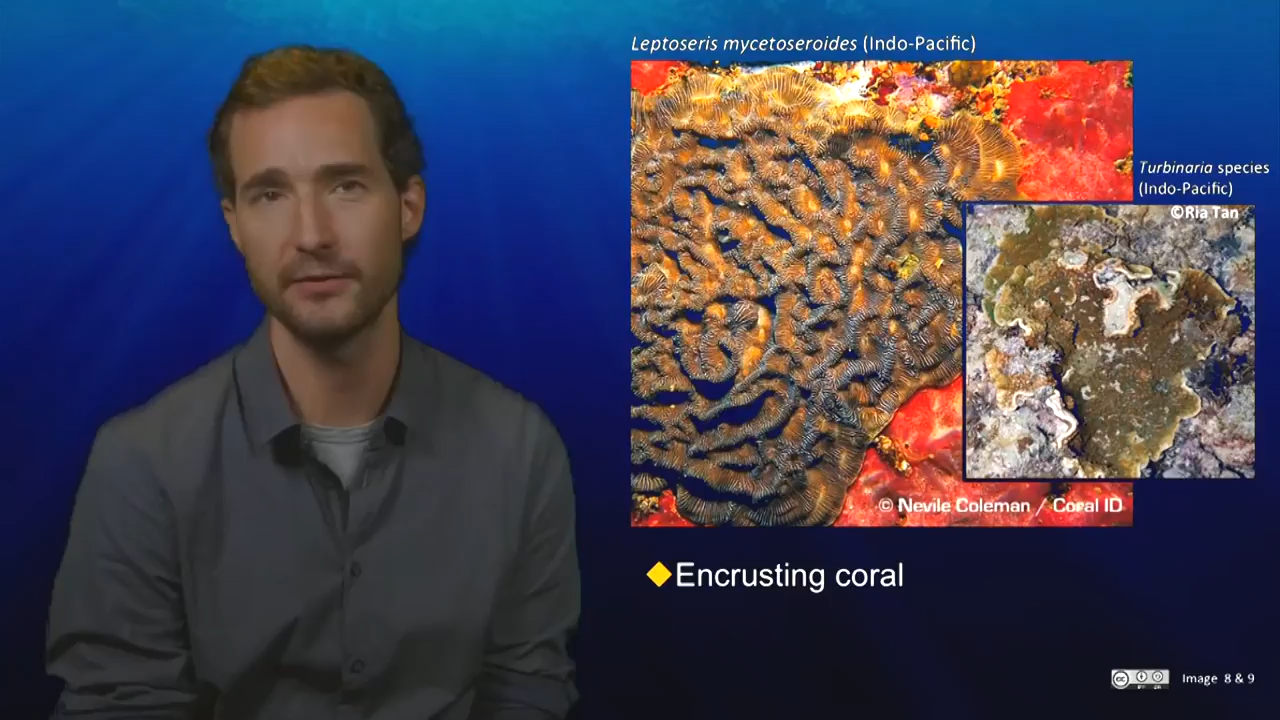 Leptoseris mycetoseroides (Indo-Pacific)
Turbinaria species
(Indo-Pacific)
©Ria Tan
© Nevile Coleman / Coral ID
Encrusting coral
Image 8 & 9